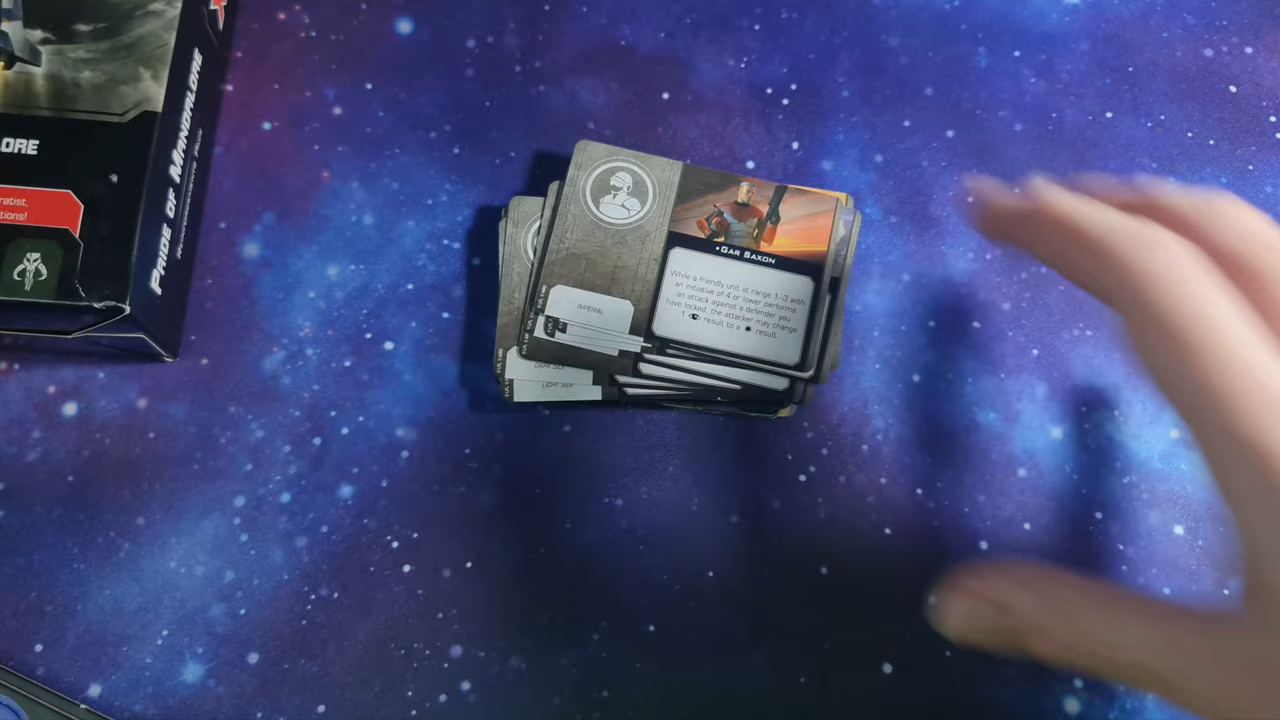 ORE
ratist,
tions!
PRIDE OF MANDALORE
•GAR SAXON
While a friendly unit at range 1-3 with
an initiative of 4 or lower performs
an attack against a defender you
have locked, the attacker may change
1 result to a result.
IMPERIAL
DARK SIDE
LIGHT SIDE